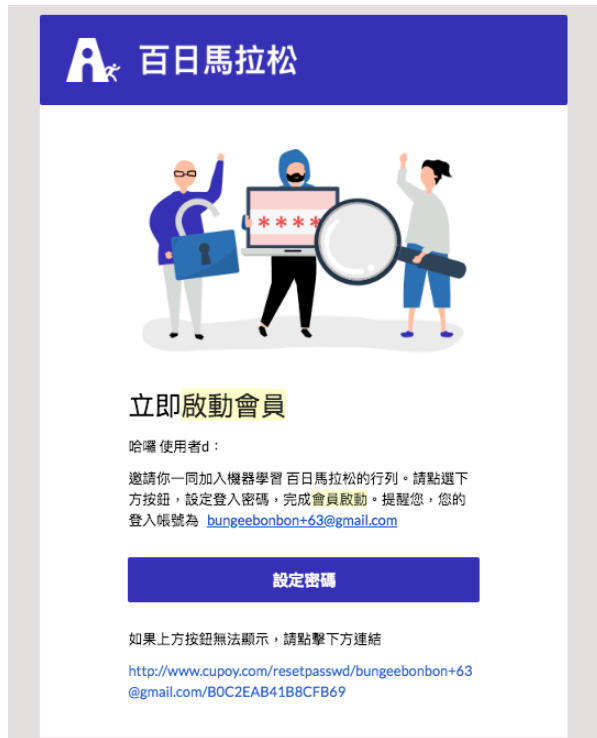 百日馬拉松
****
立即啟動會員
哈囉 使用者d：
邀請你一同加入機器學習 百日馬拉松的行列。請點選下
方按鈕，設定登入密碼，完成會員啟動。提醒您，您的
登入帳號為 bungeebonbon+63@gmail.com
設定密碼
如果上方按鈕無法顯示，請點擊下方連結
http://www.cupoy.com/resetpasswd/bungeebonbon+63
@gmail.com/B0C2EAB41B8CFB69